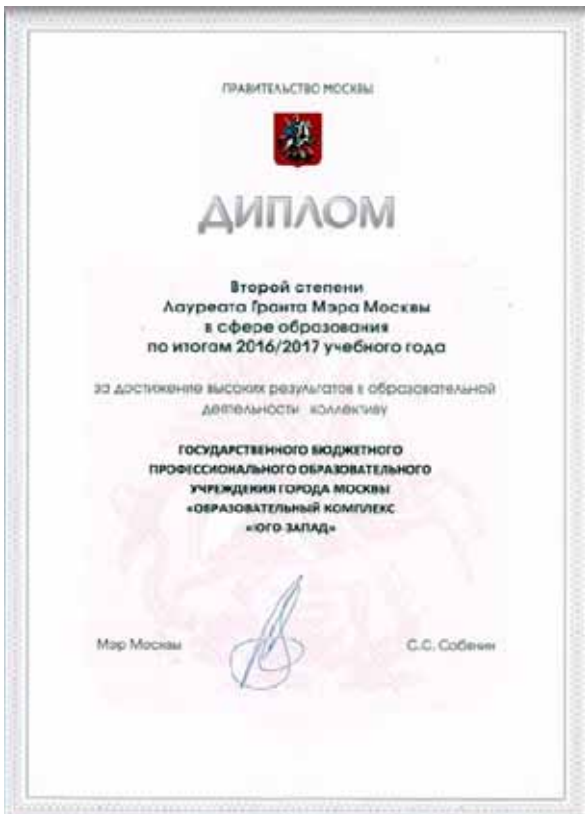 ПРАВИТЕЛЬСТВО МОСКВЫ
ДИПЛОМ
Второй степени
Лауреата Гранта Мэра Москвы
в сфере образования
по итогам 2016/2017 учебного года
за достижение высоких результатов в образовательной
деятельности коллективу
ГОСУДАРСТВЕННОГО БЮДЖЕТНОГО
ПРОФЕССИОНАЛЬНОГО ОБРАЗОВАТЕЛЬНОГО
УЧРЕЖДЕНИЯ ГОРОДА МОСКВЫ
«ОБРАЗОВАТЕЛЬНЫЙ КОМПЛЕКС
«ЮГО-ЗАПАД»
Мэр Москвы
С.С. Собянин